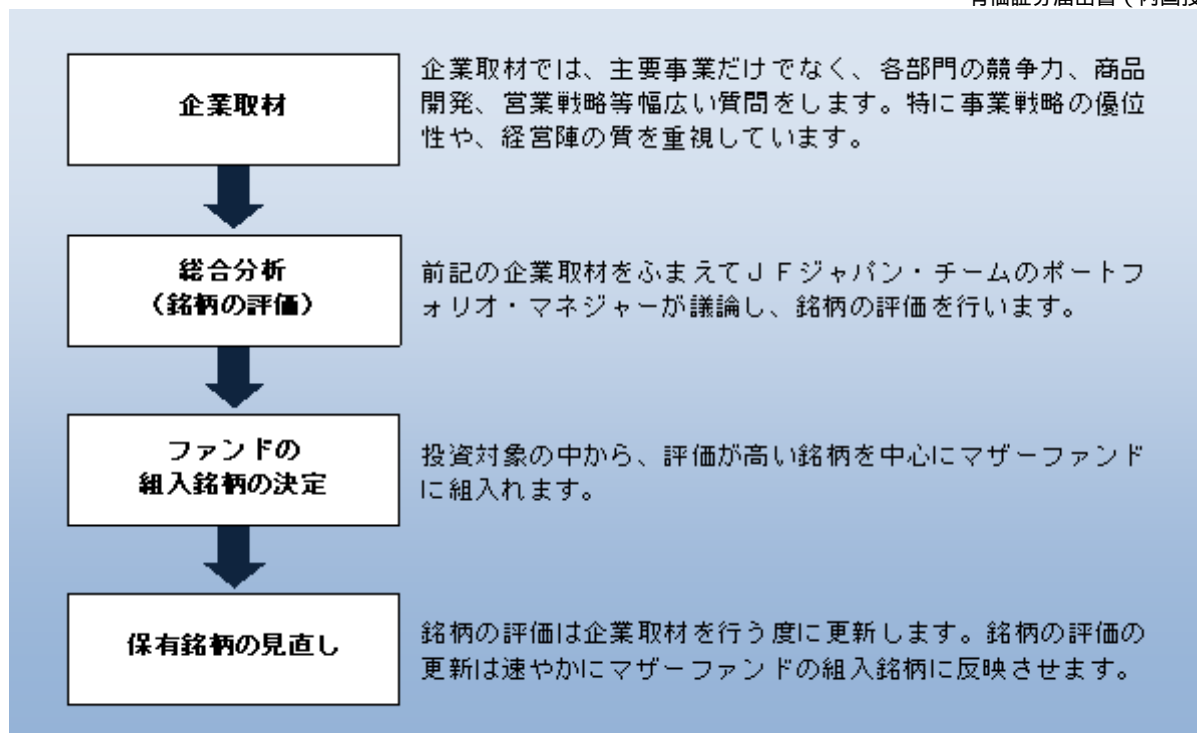 企業取材
企業取材では、主要事業だけでなく、各部門の競争力、商品
開発、営業戦略等幅広い質問をします。特に事業戦略の優位
性や、経営陣の質を重視しています。
総合分析
（銘柄の評価）
前記の企業取材をふまえてＪＦジャパン・チームのポートフ
ォリオ・マネジャーが議論し、銘柄の評価を行います。
ファンドの
組入銘柄の決定
投資対象の中から、評価が高い銘柄を中心にマザーファンド
に組入れます。
保有銘柄の見直し
銘柄の評価は企業取材を行う度に更新します。銘柄の評価の
更新は速やかにマザーファンドの組入銘柄に反映させます。